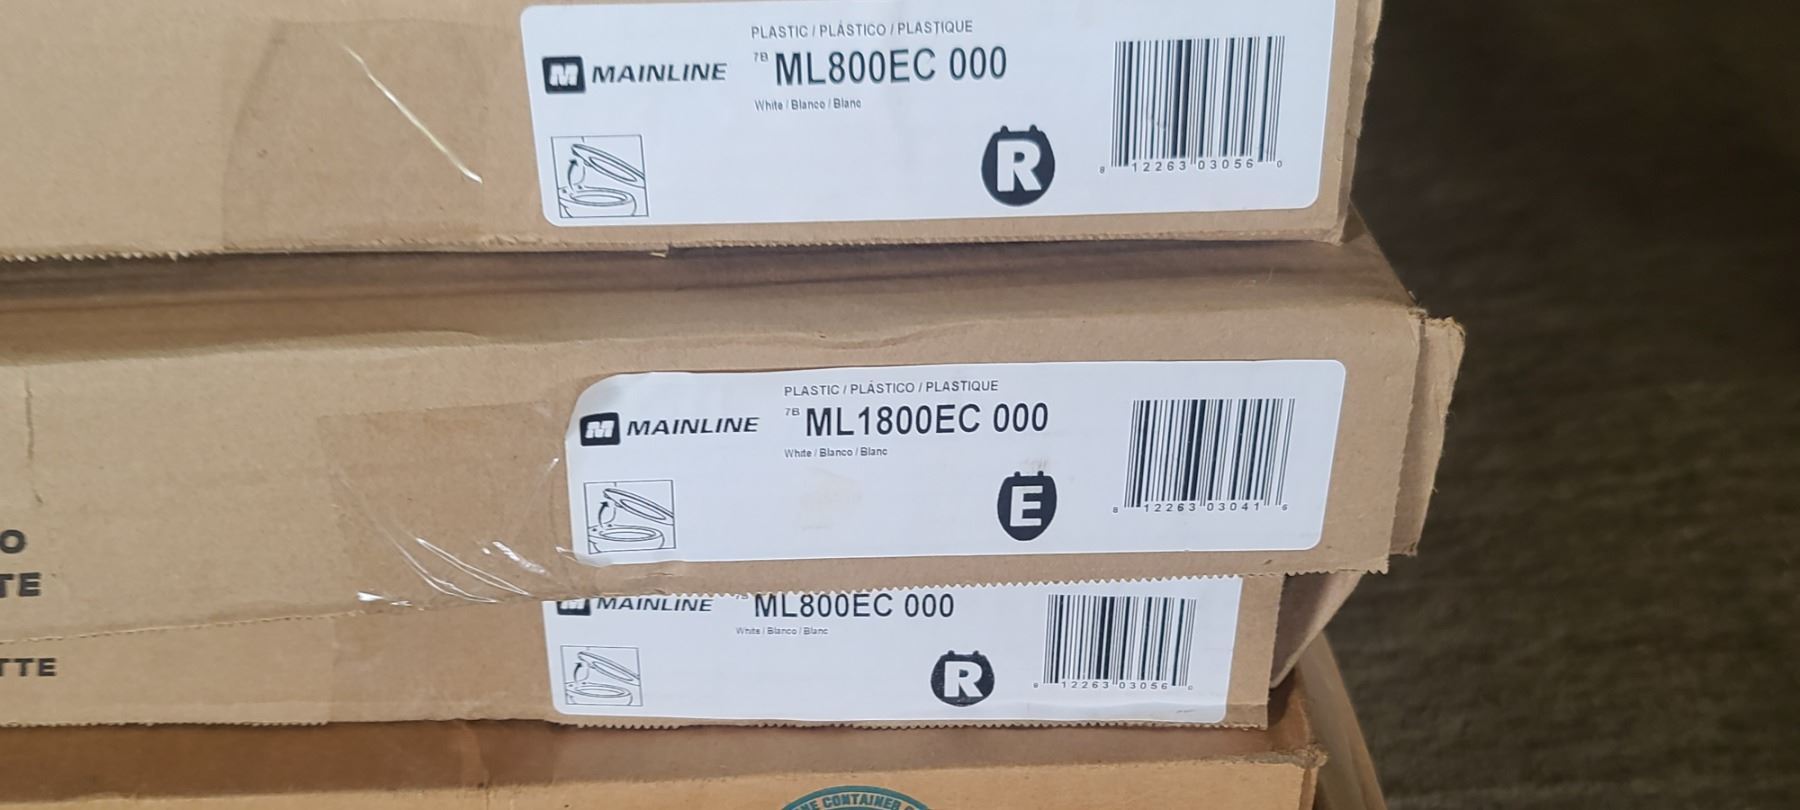 PLASTIC / PLÁSTICO / PLASTIQUE
MAINLINE
7B ML800EC 000
White / Blanco / Blanc
R
8 12263 03056 0
PLASTIC / PLÁSTICO / PLASTIQUE
MAINLINE
7B ML1800EC 000
White / Blanco / Blanc
E
8 12263 03041 6
O
TE
MAINLINE
ML800EC 000
White / Blanco / Blanc
R
8 12263 03056 0
TTE
CONTAINER